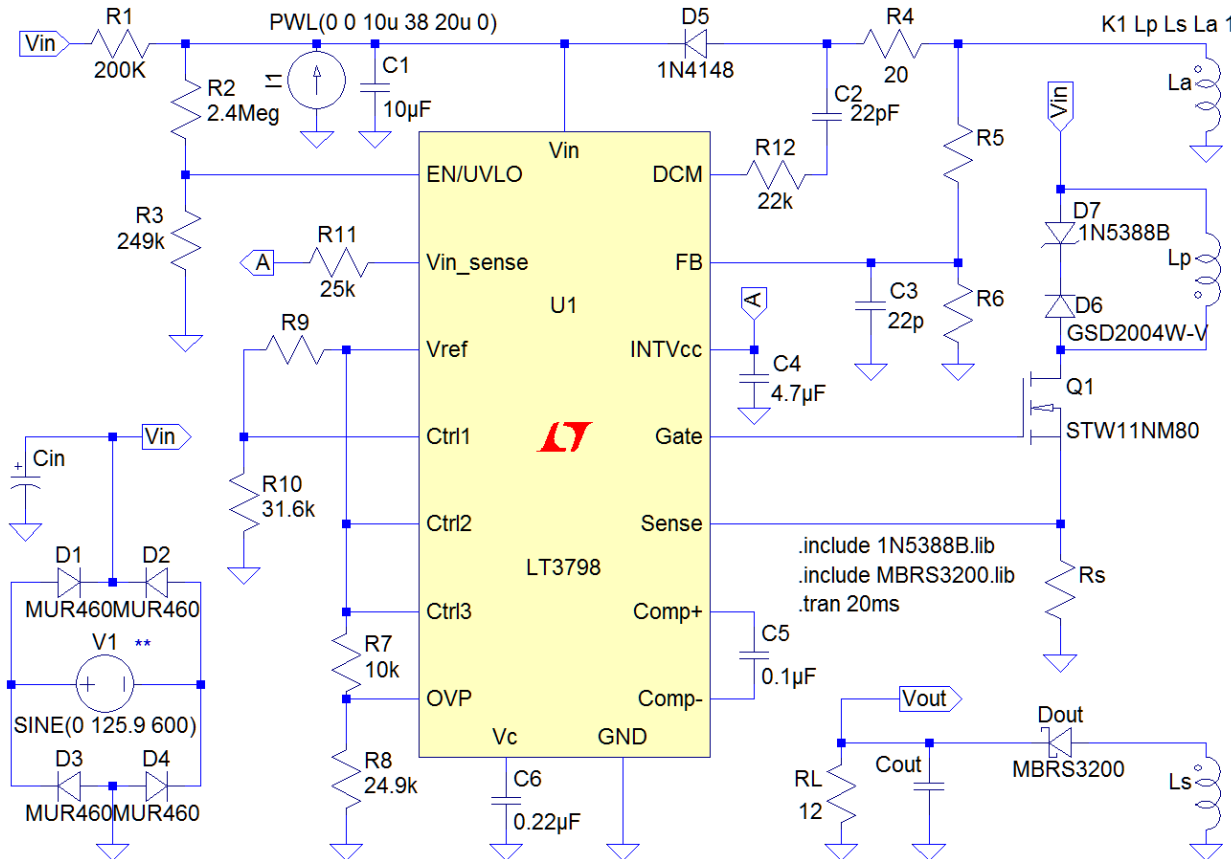 R1
PWL(0 0 10u 38 20u 0)
D5
R4
K1 Lp Ls La 1
Vin
200K
I1
C1
10µF
1N4148
20
La
R2
2.4Meg
C2
22pF
Vin
Vin
R12
R5
EN/UVLO
DCM
22k
R3
249k
R11
D7
1N5388B
A
25k
Vin_sense
FB
Lp
U1
A
C3
22p
R6
D6
GSD2004W-V
R9
Vref
INTVcc
C4
4.7µF
Q1
STW11NM80
Vin
Ctrl1
Gate
Cin
R10
31.6k
Ctrl2
Sense
D1
D2
LT3798
.include 1N5388B.lib
.include MBRS3200.lib
.tran 20ms
Rs
MUR460
MUR460
Ctrl3
Comp+
V1
**
R7
10k
C5
0.1µF
SINE(0 125.9 600)
OVP
Comp-
Vout
D3
D4
Vc
GND
Dout
MUR460
MUR460
R8
24.9k
C6
0.22µF
RL
12
Cout
MBRS3200
Ls